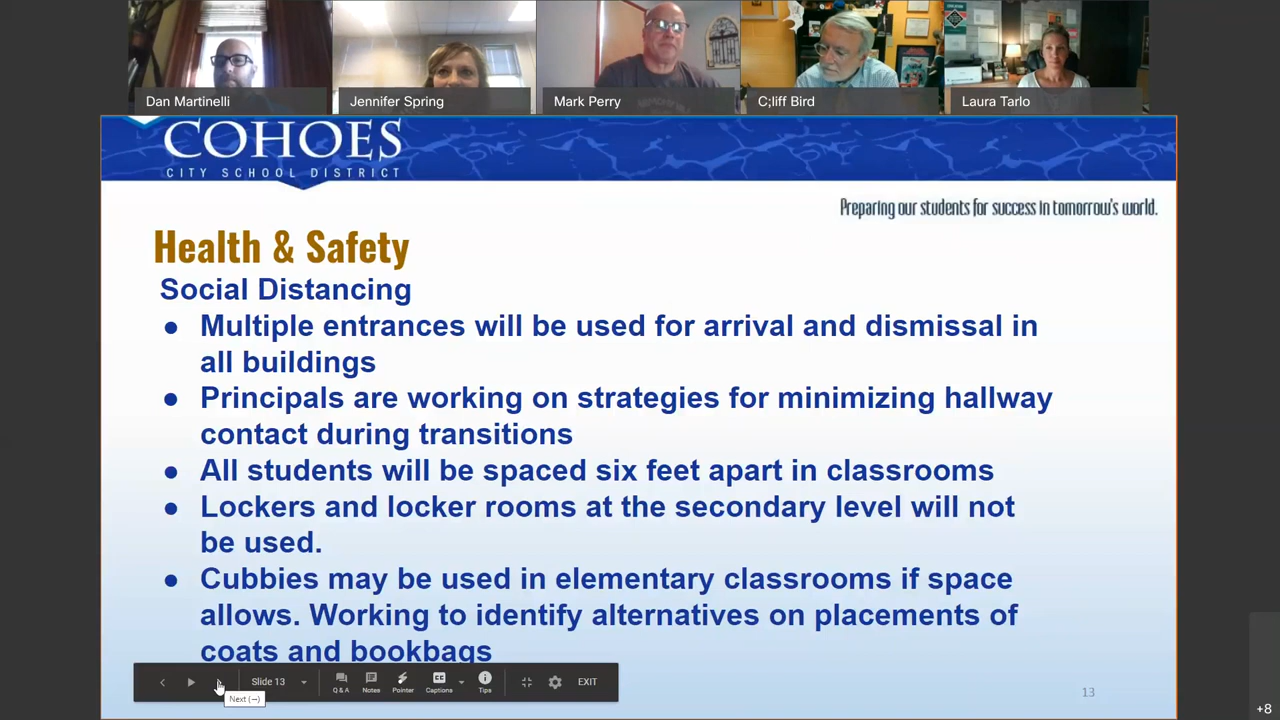 Dan Martinelli
Jennifer Spring
Mark Perry
C;liff Bird
Laura Tarlo
COHOES
CITY SCHOOL DISTRICT
Preparing our students for success in tomorrow's world.
Health & Safety
Social Distancing
● Multiple entrances will be used for arrival and dismissal in
all buildings
● Principals are working on strategies for minimizing hallway
contact during transitions
● All students will be spaced six feet apart in classrooms
● Lockers and locker rooms at the secondary level will not
be used.
● Cubbies may be used in elementary classrooms if space
allows. Working to identify alternatives on placements of
coats and bookbags
Slide 13
Q & A
Notes
Pointer
Captions
Tips
EXIT
Next (→)
13
+8